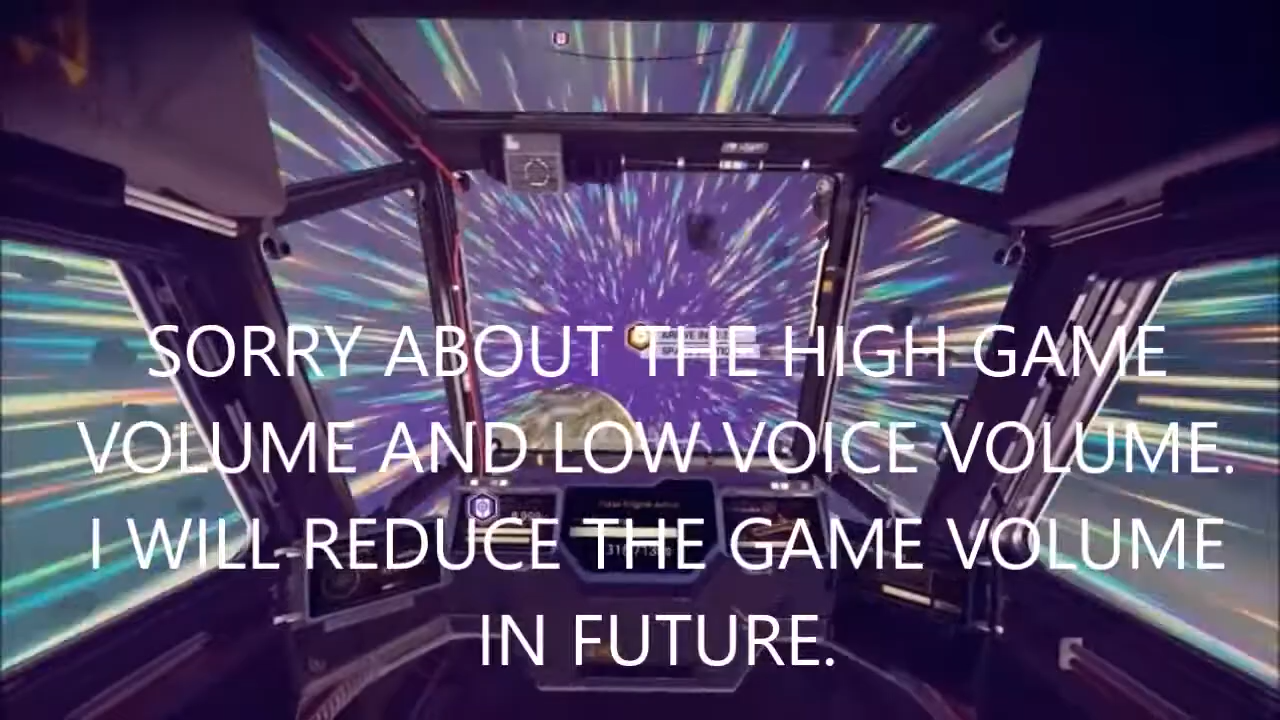 SORRY ABOUT THE HIGH GAME
VOLUME AND LOW VOICE VOLUME.
I WILL REDUCE THE GAME VOLUME
IN FUTURE.